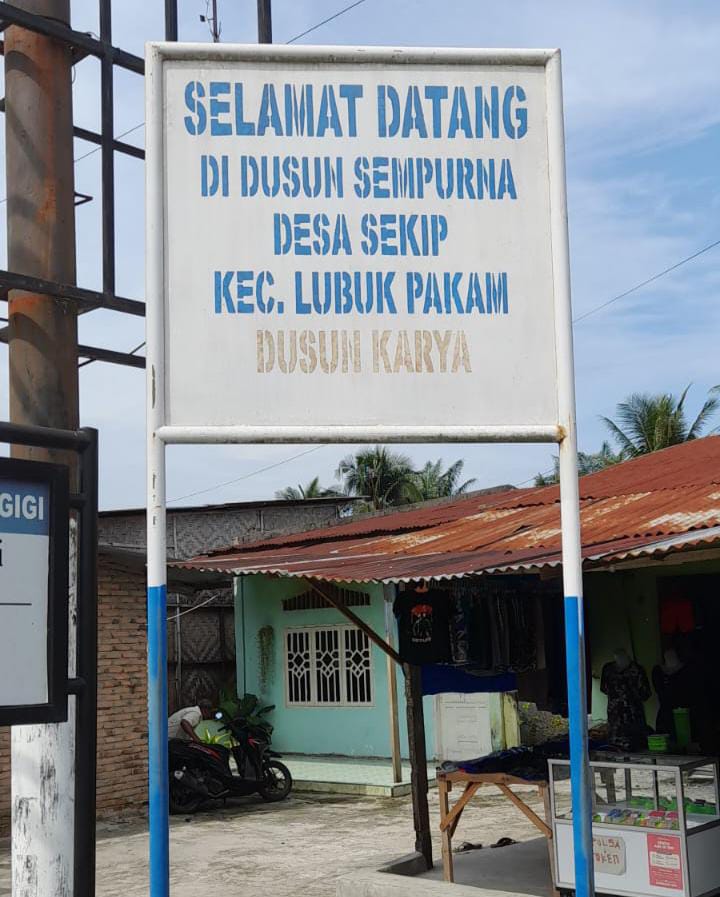 SELAMAT DATANG
DI DUSUN SEMPURNA
DESA SEKIP
KEC. LUBUK PAKAM
DUSUN KARYA
GIGI